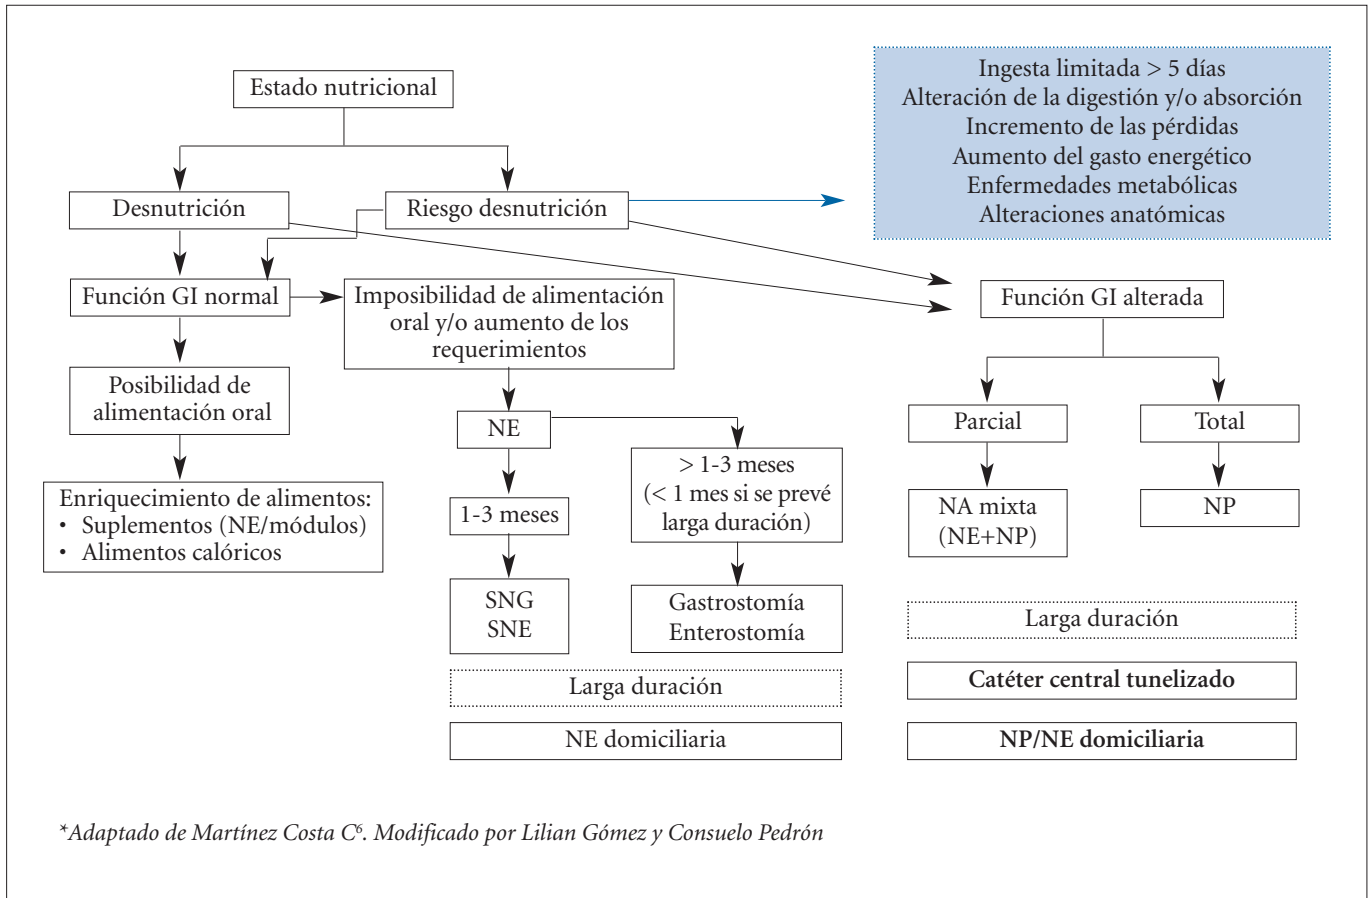 Estado nutricional
Ingesta limitada > 5 días
Alteración de la digestión y/o absorción
Incremento de las pérdidas
Aumento del gasto energético
Enfermedades metabólicas
Alteraciones anatómicas
Desnutrición
Riesgo desnutrición
Función GI normal
Imposibilidad de alimentación
oral y/o aumento de los
requerimientos
Función GI alterada
Posibilidad de
alimentación oral
NE
Parcial
Total
Enriquecimiento de alimentos:
• Suplementos (NE/módulos)
• Alimentos calóricos
1-3 meses
> 1-3 meses
(< 1 mes si se prevé
larga duración)
NA mixta
(NE+NP)
NP
SNG
SNE
Gastrostomía
Enterostomía
Larga duración
NE domiciliaria
Larga duración
Catéter central tunelizado
NP/NE domiciliaria
*Adaptado de Martínez Costa C⁶. Modificado por Lilian Gómez y Consuelo Pedrón